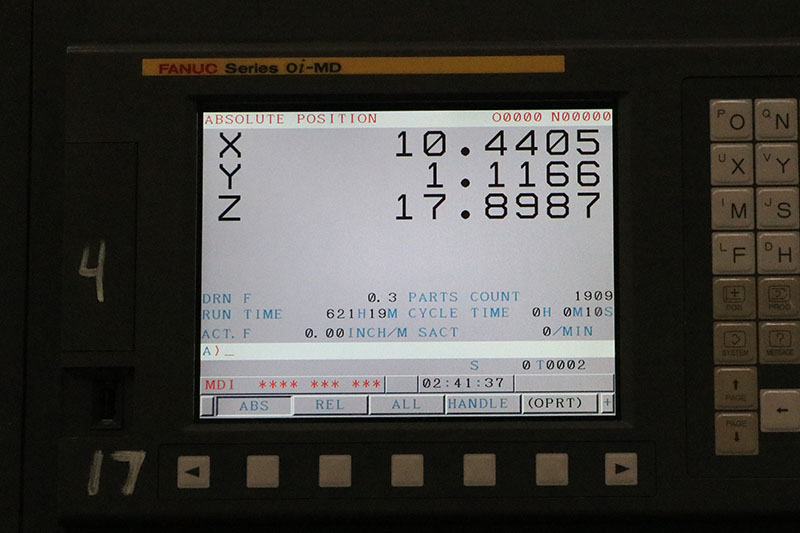 FANUC Series 0i-MD
ABSOLUTE POSITION O0000 N00000
X 10.4405
Y 1.1166
Z 17.8987
DRN F 0.3 PARTS COUNT 1909
RUN TIME 621H19M CYCLE TIME 0H 0M10S
ACT.F 0.00INCH/M SACT 0/MIN
A)_
S 0 T0002
MDI **** *** *** 02:41:37
ABS REL ALL HANDLE (OPRT) +
4
17
P O Q N
U X V Y
I M J S
L F D H
POS PROG
SYSTEM ? MESSAGE
↑ PAGE
PAGE ↓
←
◄ ►